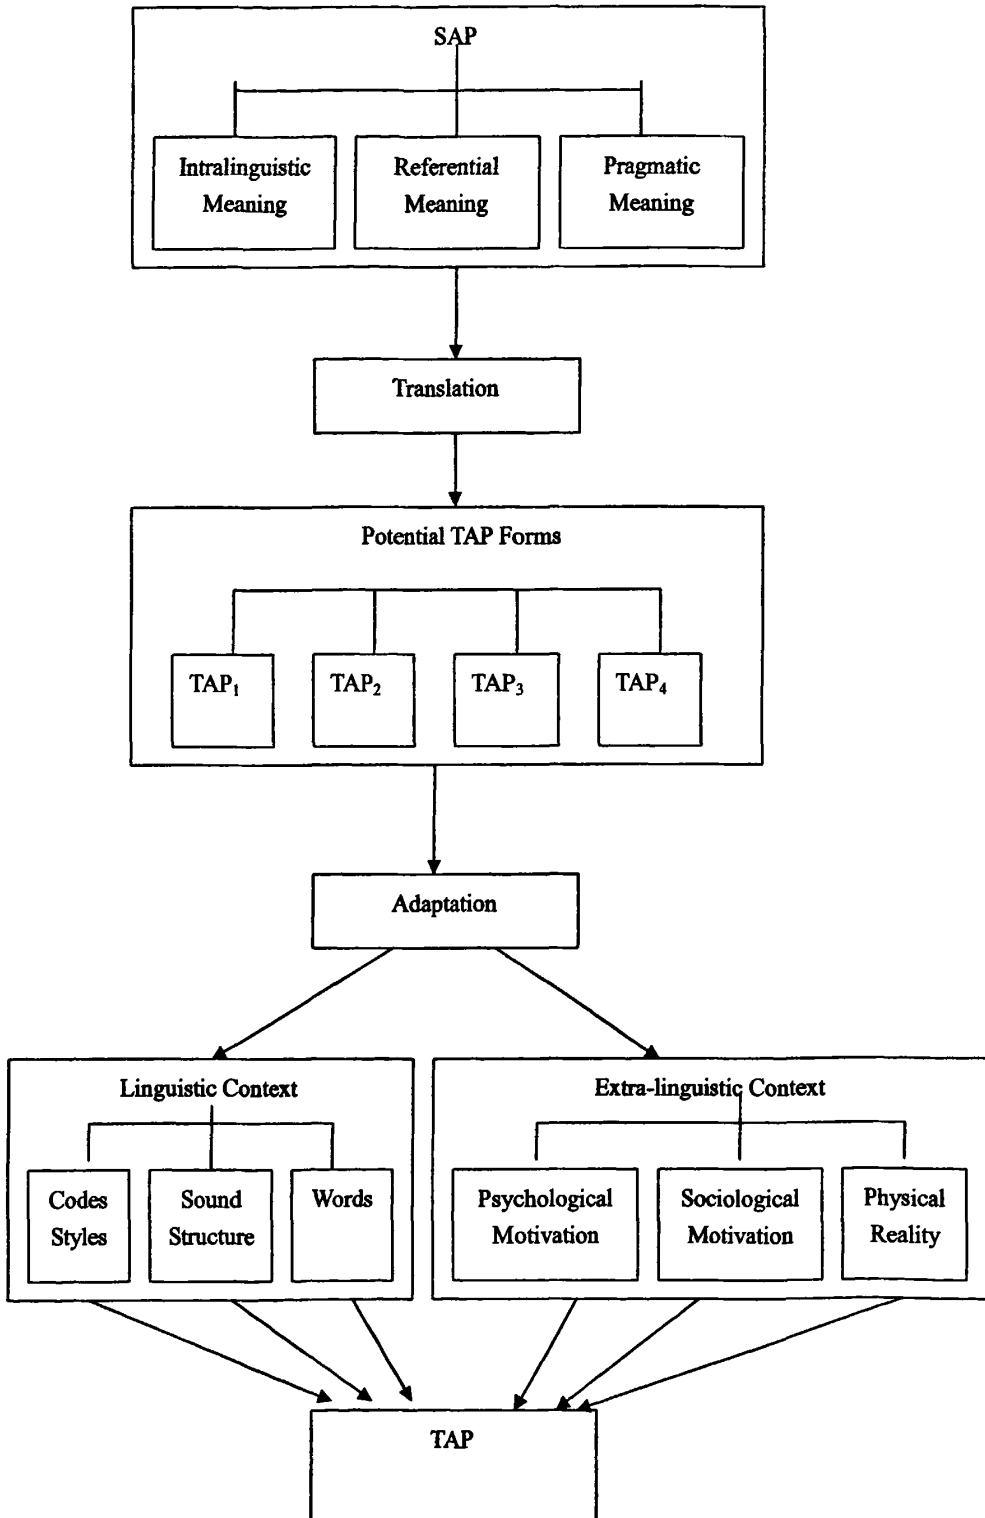 SAP
Intralinguistic
Meaning
Referential
Meaning
Pragmatic
Meaning
Translation
Potential TAP Forms
TAP₁
TAP₂
TAP₃
TAP₄
Adaptation
Linguistic Context
Codes
Styles
Sound
Structure
Words
Extra-linguistic Context
Psychological
Motivation
Sociological
Motivation
Physical
Reality
TAP